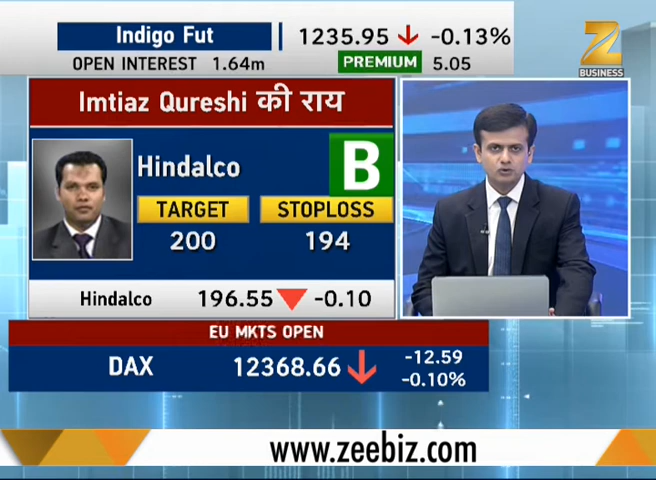 Indigo Fut
1235.95 -0.13%
OPEN INTEREST 1.64m
PREMIUM 5.05
Z
BUSINESS
Imtiaz Qureshi की राय
Hindalco
B
TARGET STOPLOSS
200 194
Hindalco 196.55 -0.10
EU MKTS OPEN
DAX 12368.66 -12.59
-0.10%
www.zeebiz.com